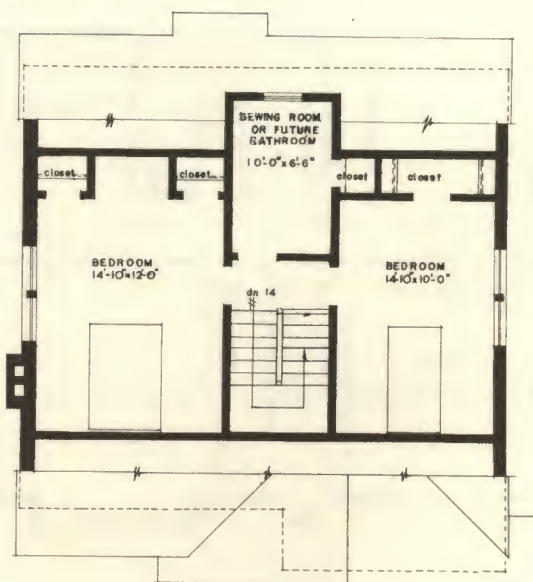 SEWING ROOM
OR FUTURE
BATHROOM
10'-0"x6'-6"
closet
closet
closet
closet
BEDROOM
14'-10"x12'-0"
BEDROOM
14'-10"x10'-0"
dn 14